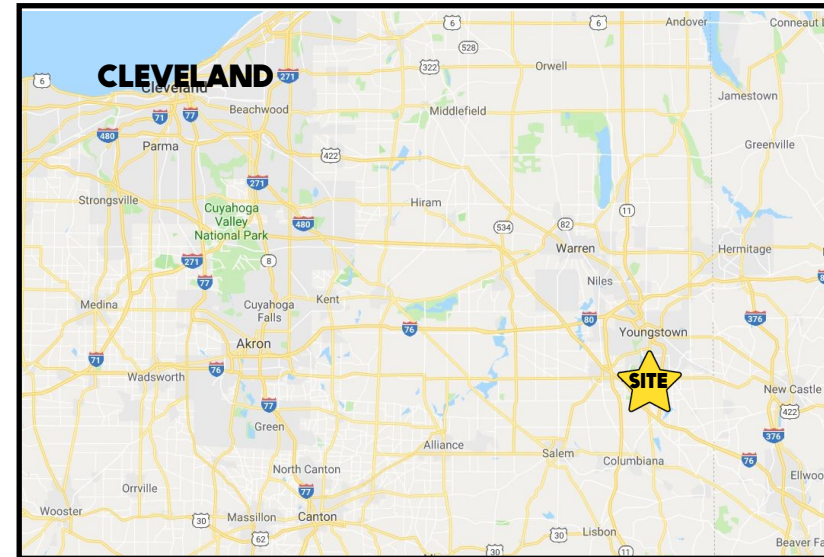 6
6
Andover
Conneaut L
528
322
Orwell
CLEVELAND
Cleveland
271
6
Jamestown
Beachwood
Middlefield
71
77
480
Parma
Greenville
422
271
Strongsville
Hiram
Cuyahoga
Valley
National Park
480
11
534
82
Warren
Hermitage
271
8
77
Niles
Medina
Cuyahoga
Falls
Kent
76
80
376
Youngstown
Akron
71
76
Wadsworth
SITE
New Castle
77
422
Green
376
Alliance
Salem
Columbiana
76
North Canton
Ellwoo
77
Orrville
Wooster
30
Massillon
Canton
62
30
Lisbon
30
11
Beaver Fa